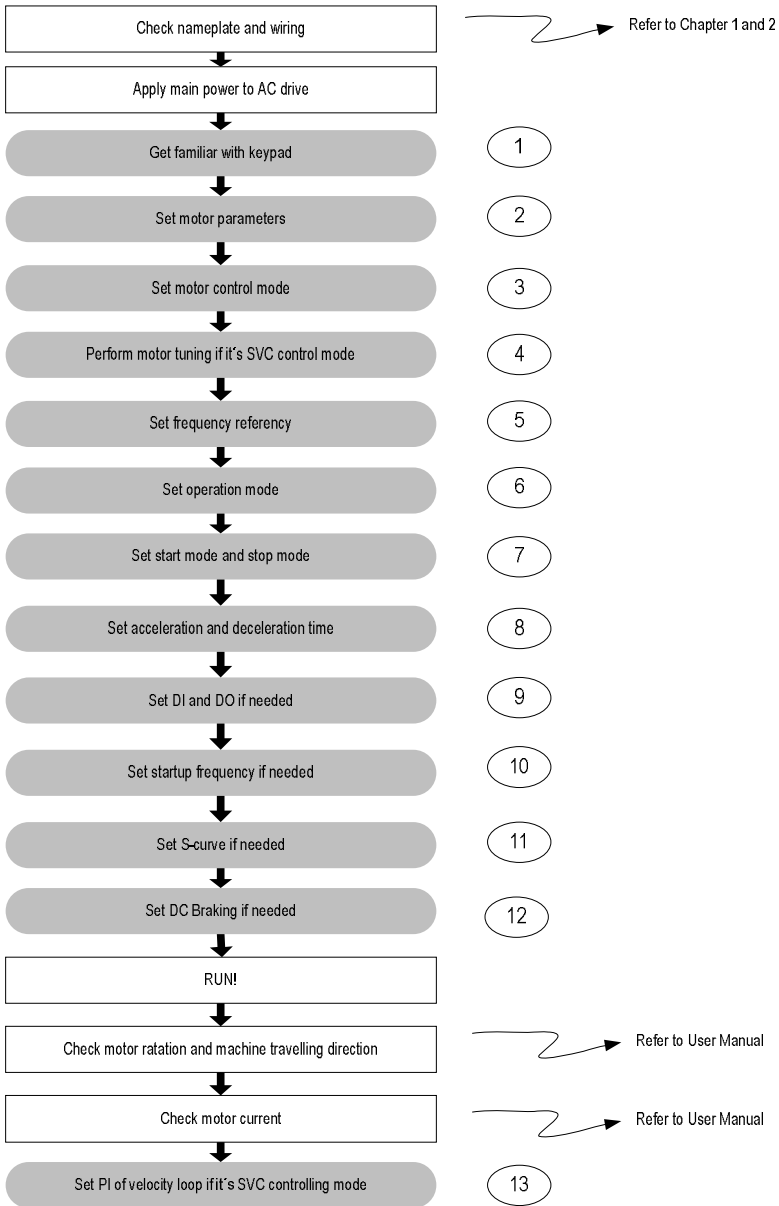 Check nameplate and wiring
Refer to Chapter 1 and 2
Apply main power to AC drive
Get familiar with keypad
1
Set motor parameters
2
Set motor control mode
3
Perform motor tuning if it´s SVC control mode
4
Set frequency referency
5
Set operation mode
6
Set start mode and stop mode
7
Set acceleration and deceleration time
8
Set DI and DO if needed
9
Set startup frequency if needed
10
Set S-curve if needed
11
Set DC Braking if needed
12
RUN!
Check motor ratation and machine travelling direction
Refer to User Manual
Check motor current
Refer to User Manual
Set PI of velocity loop if it´s SVC controlling mode
13